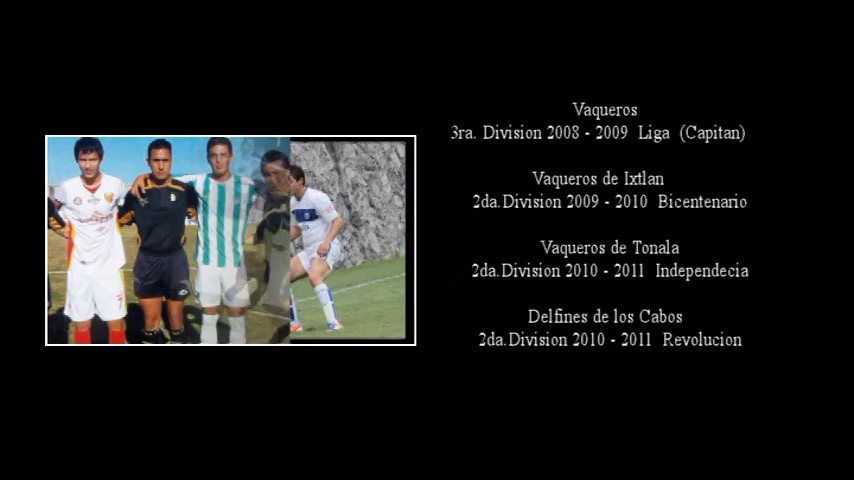 Vaqueros
3ra. Division 2008 - 2009 Liga (Capitan)
Vaqueros de Ixtlan
2da.Division 2009 - 2010 Bicentenario
Vaqueros de Tonala
2da.Division 2010 - 2011 Independecia
Delfines de los Cabos
2da.Division 2010 - 2011 Revolucion